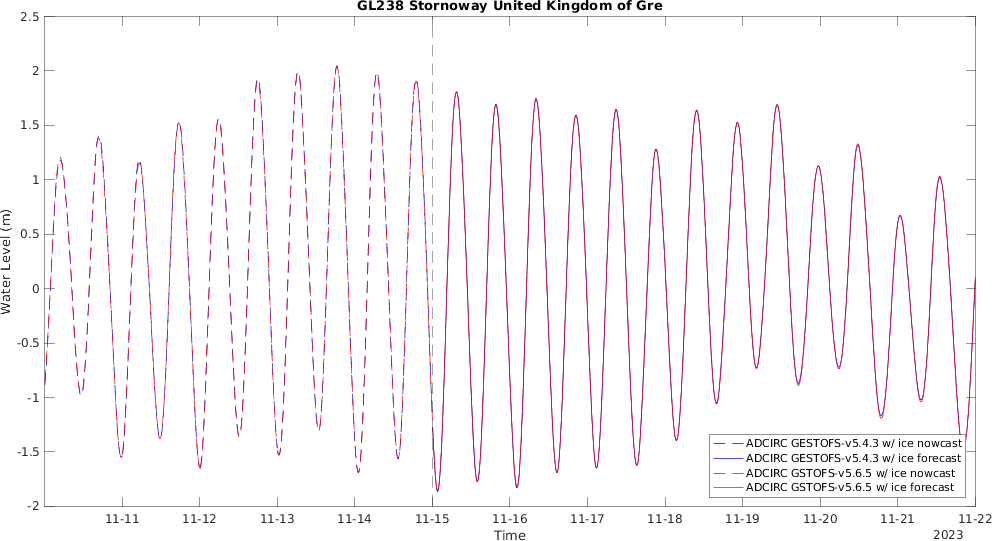 GL238 Stornoway United Kingdom of Gre
2.5
2
1.5
1
0.5
0
-0.5
-1
-1.5
-2
Water Level (m)
11-11 11-12 11-13 11-14 11-15 11-16 11-17 11-18 11-19 11-20 11-21 11-22
Time
2023
ADCIRC GESTOFS-v5.4.3 w/ ice nowcast
ADCIRC GESTOFS-v5.4.3 w/ ice forecast
ADCIRC GSTOFS-v5.6.5 w/ ice nowcast
ADCIRC GSTOFS-v5.6.5 w/ ice forecast